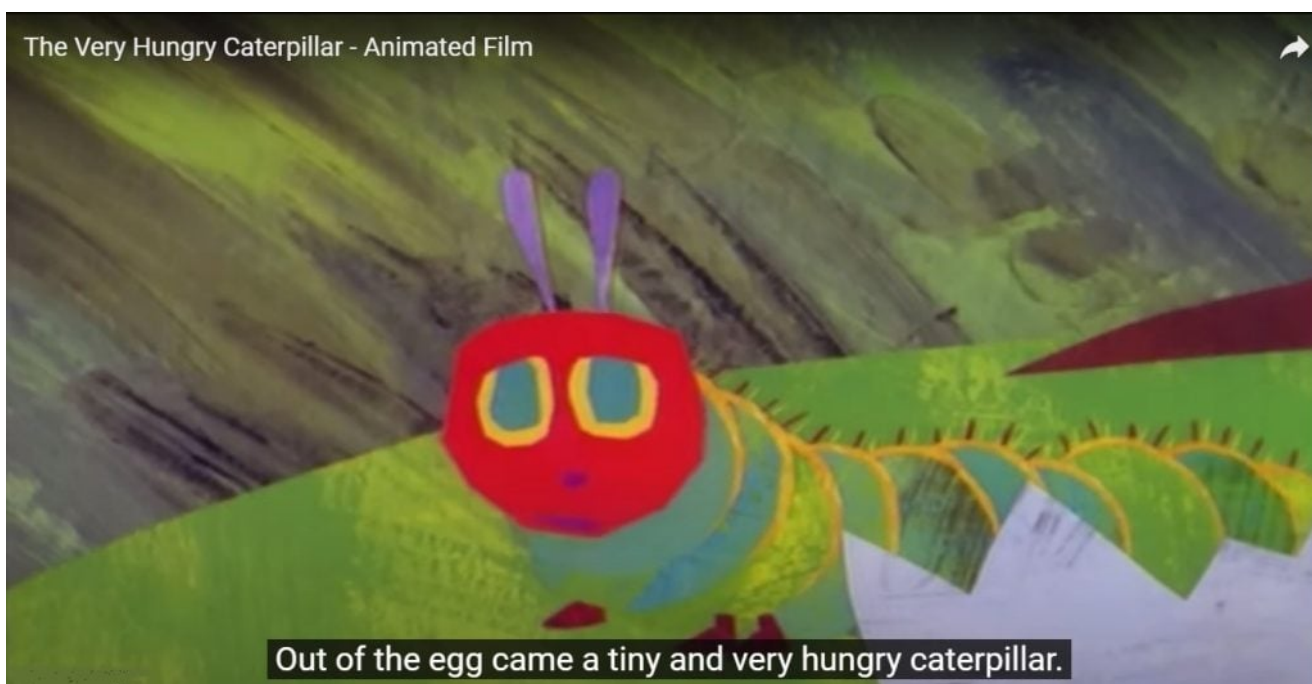 The Very Hungry Caterpillar - Animated Film
Out of the egg came a tiny and very hungry caterpillar.